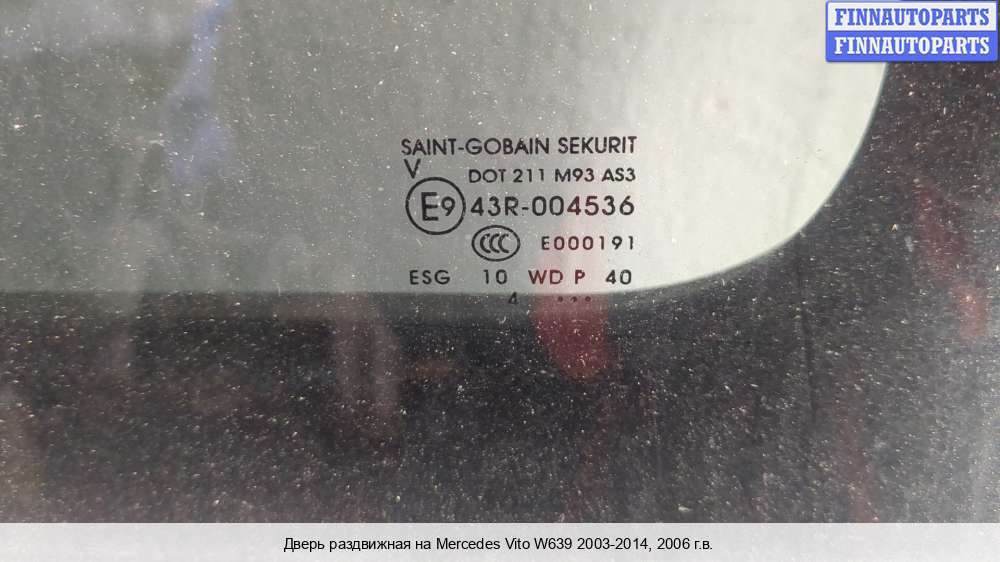 FINNAUTOPARTS
FINNAUTOPARTS
SAINT-GOBAIN SEKURIT
V
DOT 211 M93 AS3
E9 43R-004536
CCC E000191
ESG 10 WD P 40
4 ...
Дверь раздвижная на Mercedes Vito W639 2003-2014, 2006 г.в.